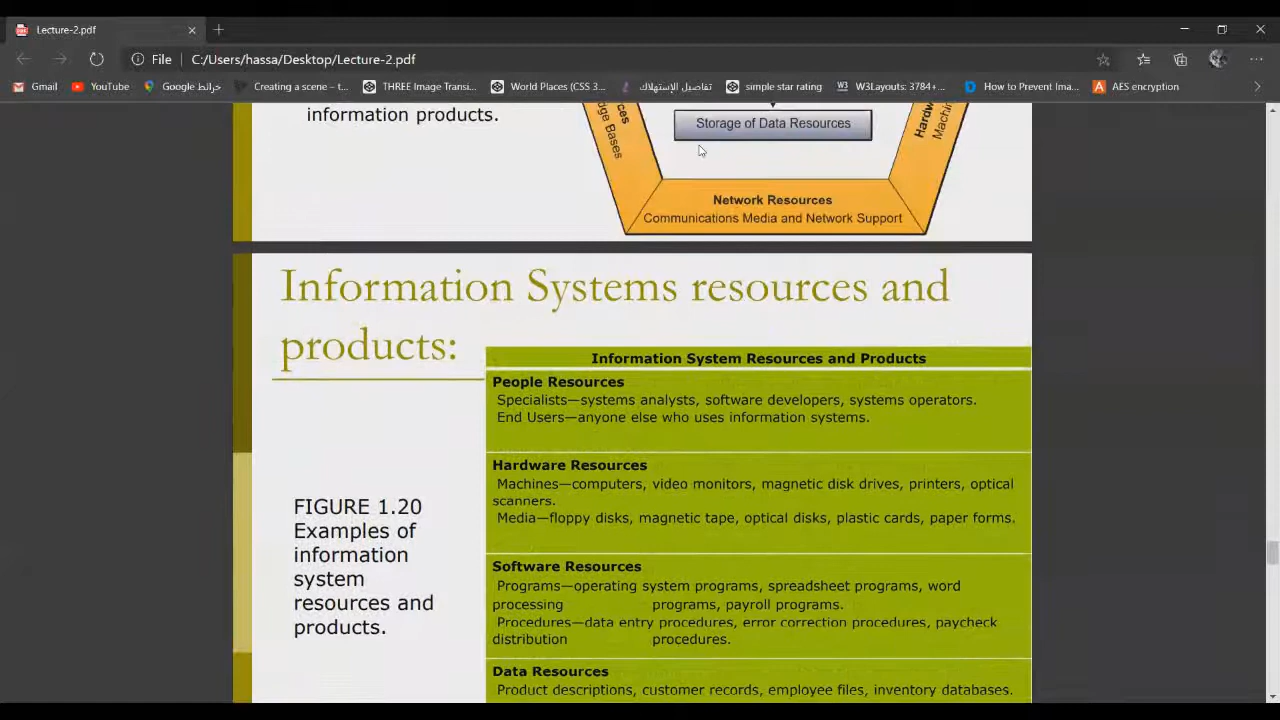 Lecture-2.pdf
File C:/Users/hassa/Desktop/Lecture-2.pdf
Gmail YouTube خرائط Google Creating a scene – t... THREE Image Transi... World Places (CSS 3... تفاصيل الإستهلاك simple star rating W3 W3Layouts: 3784+... How to Prevent Ima... AES encryption
information products.
Storage of Data Resources
Network Resources
Communications Media and Network Support
Information Systems resources and
products:
Information System Resources and Products
People Resources
Specialists—systems analysts, software developers, systems operators.
End Users—anyone else who uses information systems.
Hardware Resources
Machines—computers, video monitors, magnetic disk drives, printers, optical
scanners.
Media—floppy disks, magnetic tape, optical disks, plastic cards, paper forms.
FIGURE 1.20
Examples of
information
system
resources and
products.
Software Resources
Programs—operating system programs, spreadsheet programs, word
processing programs, payroll programs.
Procedures—data entry procedures, error correction procedures, paycheck
distribution procedures.
Data Resources
Product descriptions, customer records, employee files, inventory databases.